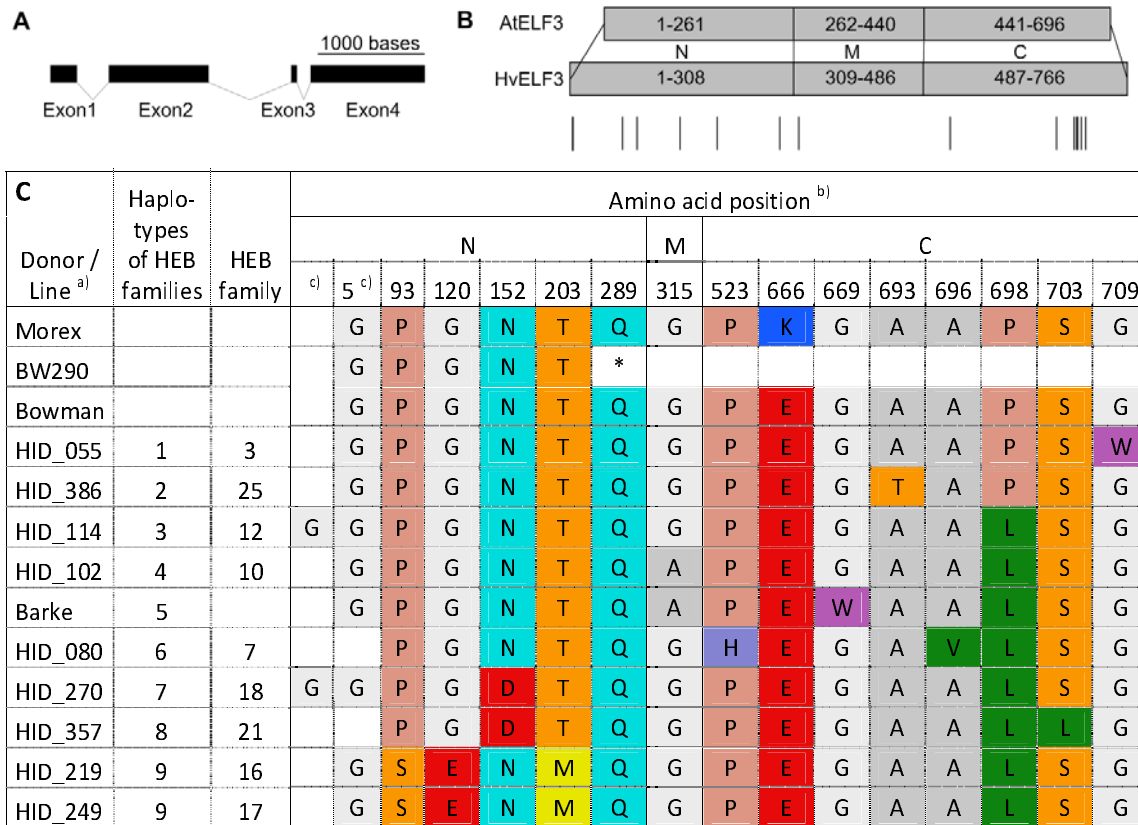 A
1000 bases
Exon1 Exon2 Exon3 Exon4
B
AtELF3 1-261 262-440 441-696
N M C
HvELF3 1-308 309-486 487-766
C
Donor / Line a) Haplo-types of HEB families HEB family Amino acid position b)
N M C
c) 5 c) 93 120 152 203 289 315 523 666 669 693 696 698 703 709
Morex G P G N T Q G P K G A A P S G
BW290 G P G N T *
Bowman G P G N T Q G P E G A A P S G
HID_055 1 3 G P G N T Q G P E G A A P S W
HID_386 2 25 G P G N T Q G P E G T A P S G
HID_114 3 12 G G P G N T Q G P E G A A L S G
HID_102 4 10 G P G N T Q A P E G A A L S G
Barke 5 G P G N T Q A P E W A A L S G
HID_080 6 7 P G N T Q G H E G A V L S G
HID_270 7 18 G G P G D T Q G P E G A A L S G
HID_357 8 21 P G D T Q G P E G A A L L G
HID_219 9 16 G S E N M Q G P E G A A L S G
HID_249 9 17 G S E N M Q G P E G A A L S G